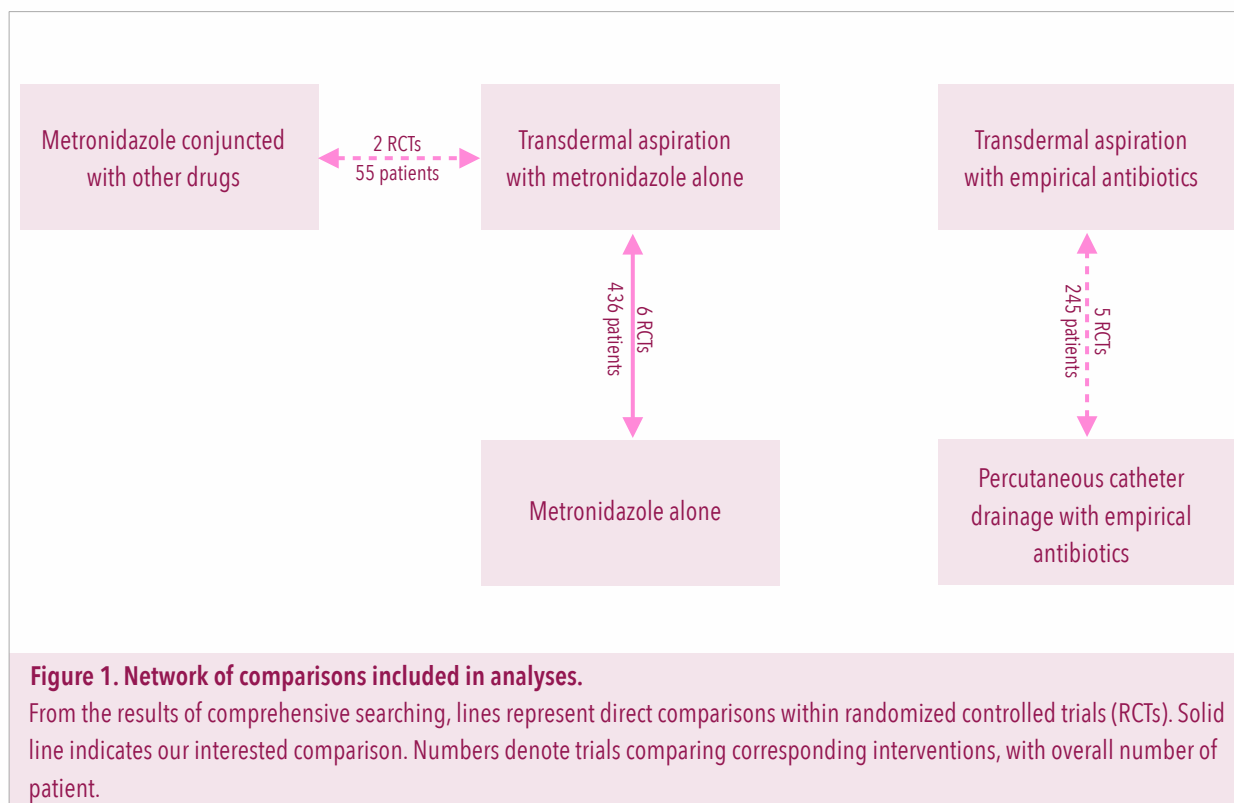 Metronidazole conjuncted
with other drugs
2 RCTs
55 patients
Transdermal aspiration
with metronidazole alone
Transdermal aspiration
with empirical antibiotics
6 RCTs
436 patients
5 RCTs
245 patients
Metronidazole alone
Percutaneous catheter
drainage with empirical
antibiotics
Figure 1. Network of comparisons included in analyses.
From the results of comprehensive searching, lines represent direct comparisons within randomized controlled trials (RCTs). Solid
line indicates our interested comparison. Numbers denote trials comparing corresponding interventions, with overall number of
patient.